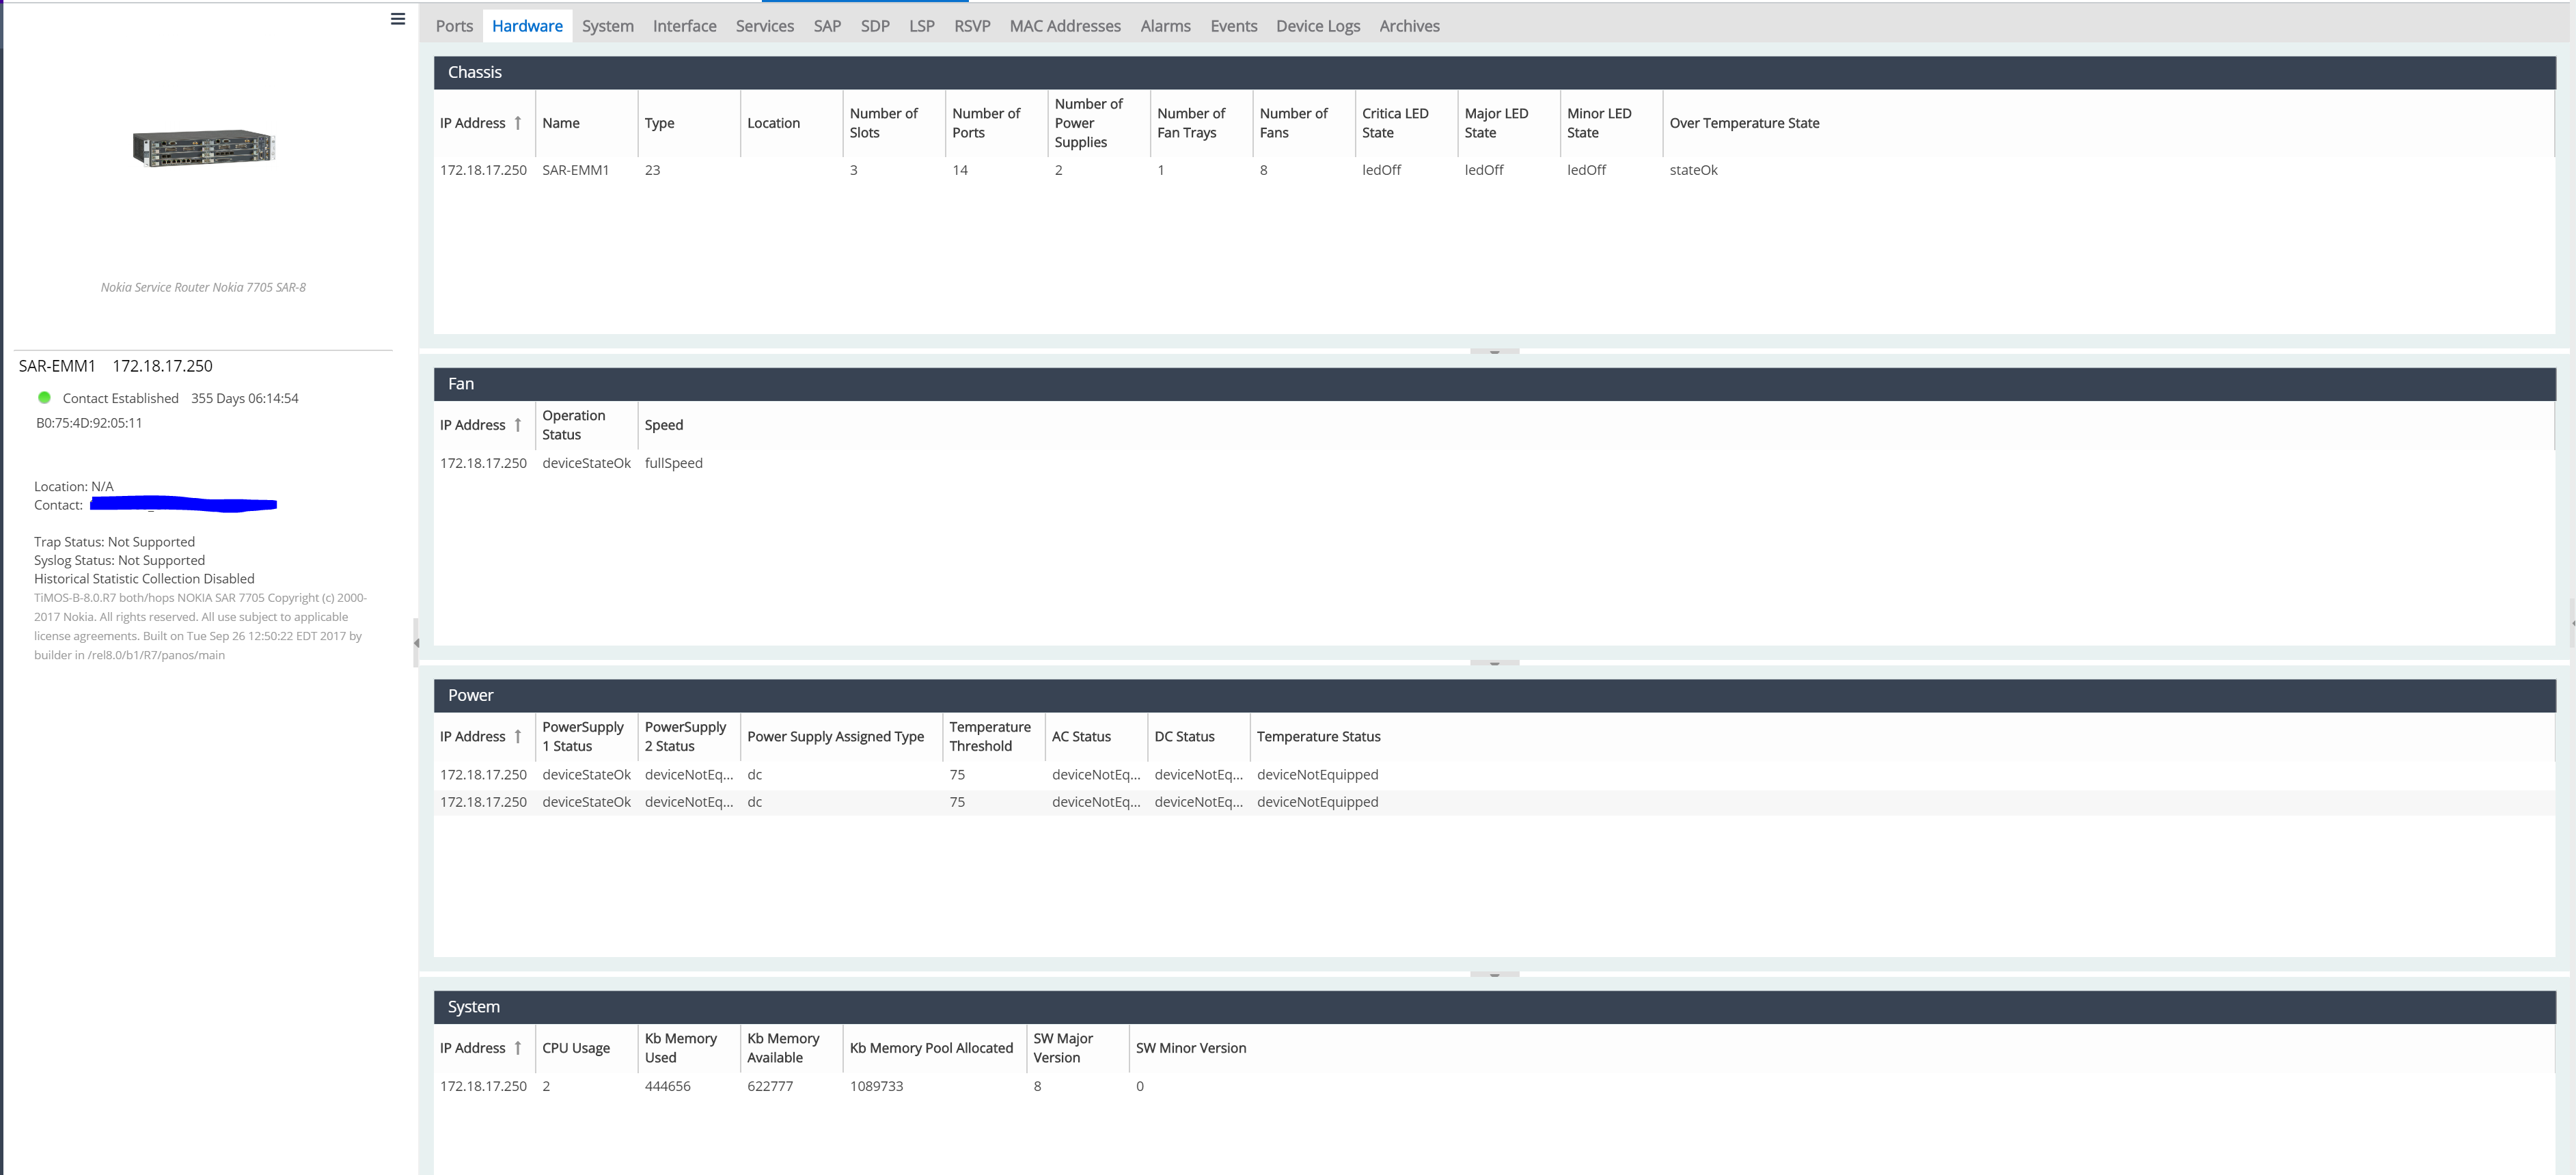 Ports Hardware System Interface Services SAP SDP LSP RSVP MAC Addresses Alarms Events Device Logs Archives
Nokia Service Router Nokia 7705 SAR-8
SAR-EMM1 172.18.17.250
Contact Established 355 Days 06:14:54
B0:75:4D:92:05:11
Location: N/A
Contact:
Trap Status: Not Supported
Syslog Status: Not Supported
Historical Statistic Collection Disabled
TiMOS-B-8.0.R7 both/hops NOKIA SAR 7705 Copyright (c) 2000-
2017 Nokia. All rights reserved. All use subject to applicable
license agreements. Built on Tue Sep 26 12:50:22 EDT 2017 by
builder in /rel8.0/b1/R7/panos/main
Chassis
IP Address ↑ Name Type Location Number of Slots Number of Ports Number of Power Supplies Number of Fan Trays Number of Fans Critica LED State Major LED State Minor LED State Over Temperature State
172.18.17.250 SAR-EMM1 23 3 14 2 1 8 ledOff ledOff ledOff stateOk
Fan
IP Address ↑ Operation Status Speed
172.18.17.250 deviceStateOk fullSpeed
Power
IP Address ↑ PowerSupply 1 Status PowerSupply 2 Status Power Supply Assigned Type Temperature Threshold AC Status DC Status Temperature Status
172.18.17.250 deviceStateOk deviceNotEq... dc 75 deviceNotEq... deviceNotEq... deviceNotEquipped
172.18.17.250 deviceStateOk deviceNotEq... dc 75 deviceNotEq... deviceNotEq... deviceNotEquipped
System
IP Address ↑ CPU Usage Kb Memory Used Kb Memory Available Kb Memory Pool Allocated SW Major Version SW Minor Version
172.18.17.250 2 444656 622777 1089733 8 0